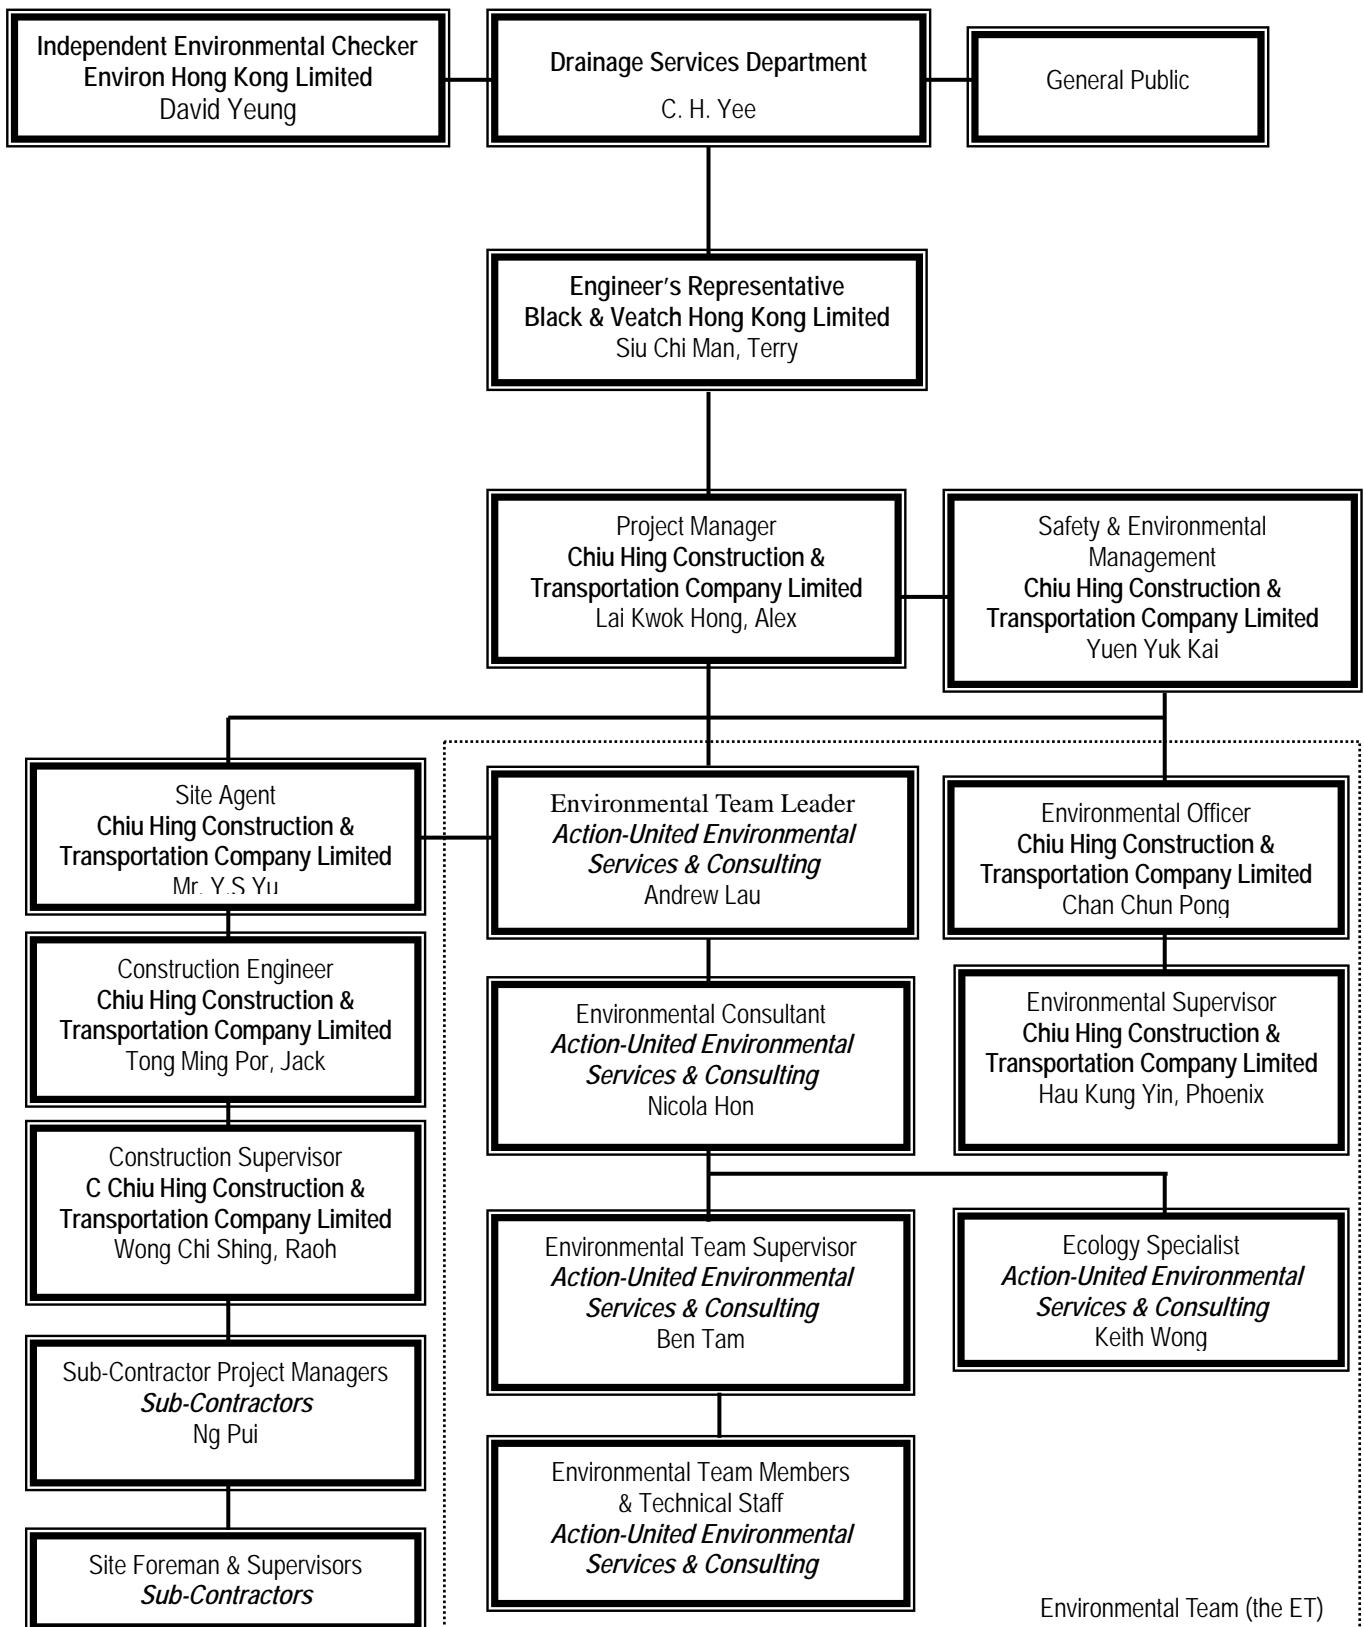 Independent Environmental Checker
Environ Hong Kong Limited
David Yeung
Drainage Services Department
C. H. Yee
General Public
Engineer's Representative
Black & Veatch Hong Kong Limited
Siu Chi Man, Terry
Project Manager
Chiu Hing Construction &
Transportation Company Limited
Lai Kwok Hong, Alex
Safety & Environmental
Management
Chiu Hing Construction &
Transportation Company Limited
Yuen Yuk Kai
Site Agent
Chiu Hing Construction &
Transportation Company Limited
Mr. Y.S Yu
Environmental Team Leader
Action-United Environmental
Services & Consulting
Andrew Lau
Environmental Officer
Chiu Hing Construction &
Transportation Company Limited
Chan Chun Pong
Construction Engineer
Chiu Hing Construction &
Transportation Company Limited
Tong Ming Por, Jack
Environmental Consultant
Action-United Environmental
Services & Consulting
Nicola Hon
Environmental Supervisor
Chiu Hing Construction &
Transportation Company Limited
Hau Kung Yin, Phoenix
Construction Supervisor
C Chiu Hing Construction &
Transportation Company Limited
Wong Chi Shing, Raoh
Environmental Team Supervisor
Action-United Environmental
Services & Consulting
Ben Tam
Ecology Specialist
Action-United Environmental
Services & Consulting
Keith Wong
Sub-Contractor Project Managers
Sub-Contractors
Ng Pui
Environmental Team Members
& Technical Staff
Action-United Environmental
Services & Consulting
Site Foreman & Supervisors
Sub-Contractors
Environmental Team (the ET)